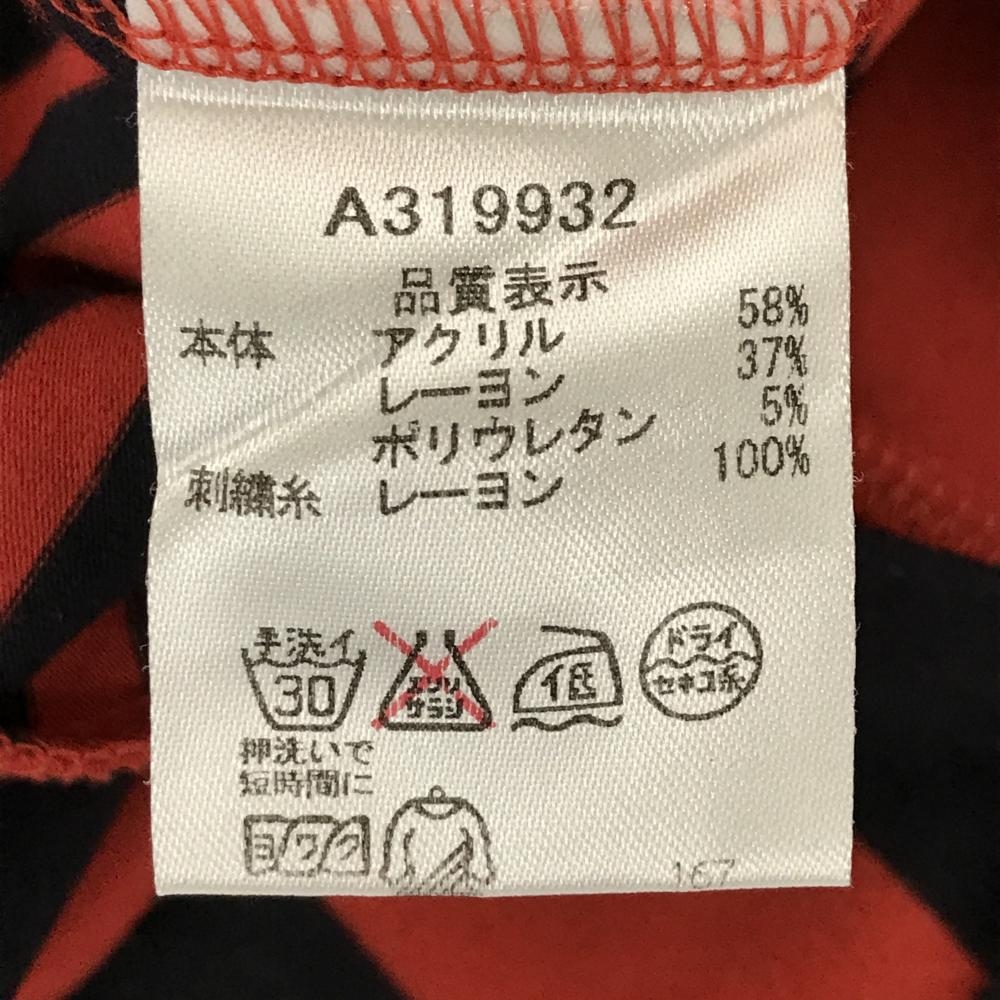 A319932
品質表示
本体 アクリル 58%
レーヨン 37%
ポリウレタン 5%
刺繍糸 レーヨン 100%
手洗イ
30
エンソ
サラシ
低
ドライ
セキユ系
押洗いで
短時間に
ヨワク
167